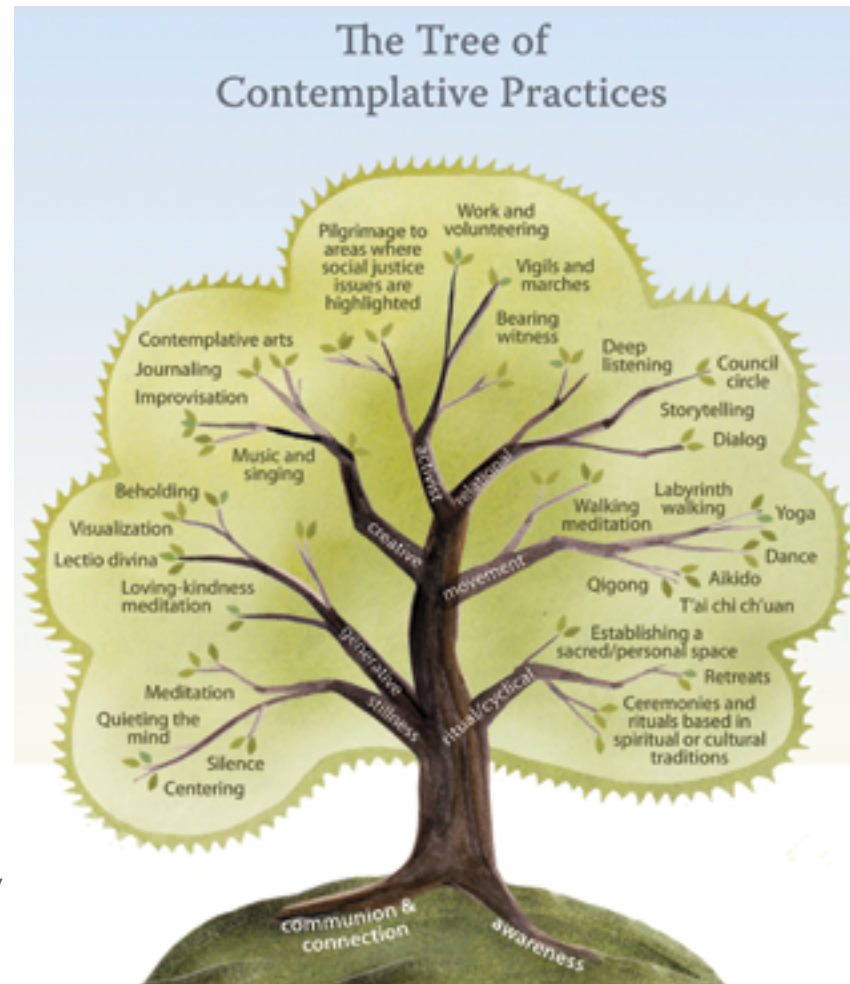 The Tree of
Contemplative Practices
Work and
volunteering
Pilgrimage to
areas where
social justice
issues are
highlighted
Vigils and
marches
Bearing
witness
Deep
listening
Council
circle
Storytelling
Dialog
Contemplative arts
Journaling
Improvisation
Music and
singing
activist
relational
creative
movement
Beholding
Visualization
Lectio divina
Loving-kindness
meditation
Walking
meditation
Labyrinth
walking
Yoga
Dance
Aikido
Qigong
T'ai chi ch'uan
generative
stillness
ritual/cyclical
Establishing a
sacred/personal space
Retreats
Ceremonies and
rituals based in
spiritual or cultural
traditions
Meditation
Quieting the
mind
Silence
Centering
communion &
connection
awareness